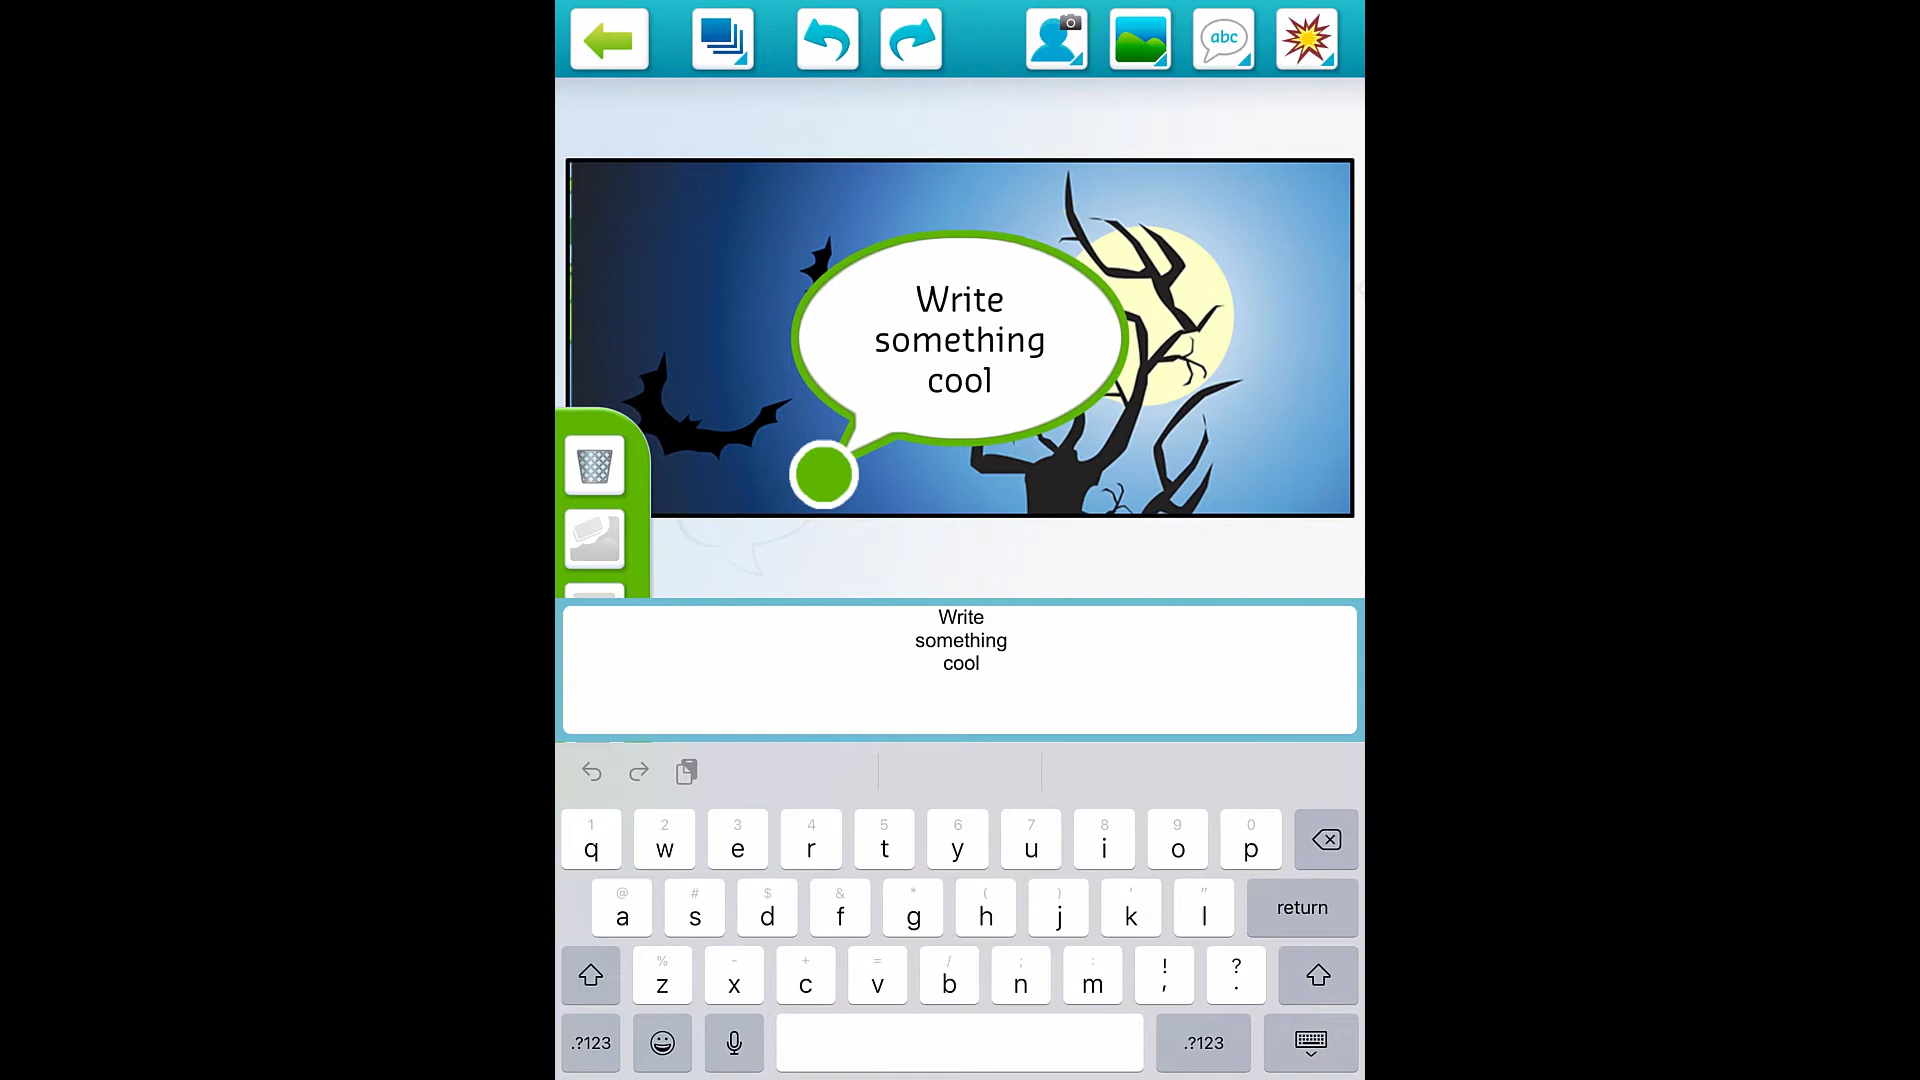 abc
Write
something
cool
Write
something
cool
1 2 3 4 5 6 7 8 9 0
q w e r t y u i o p
@ # $ & * ( ) ' "
a s d f g h j k l return
% - + = / ; : ! ?
z x c v b n m , .
.?123 .?123